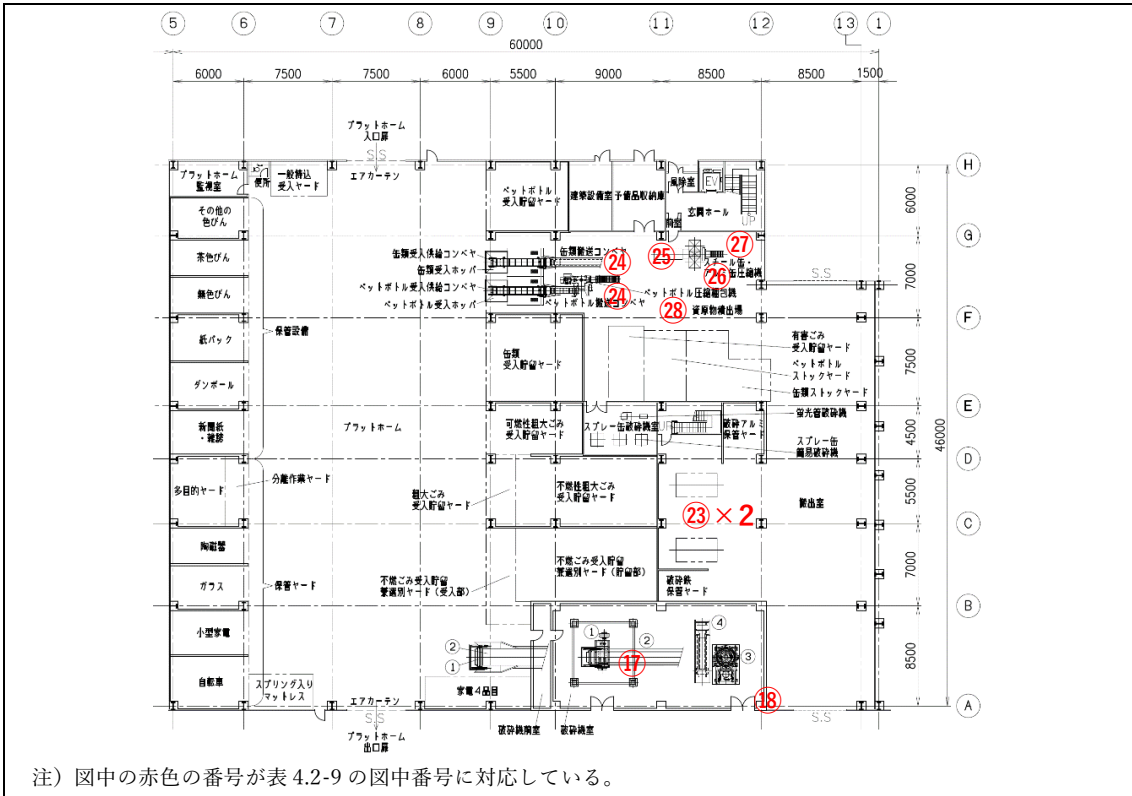 5 6 7 8 9 10 11 12 13 1
60000
6000 7500 7500 6000 5500 9000 8500 8500 1500
プラットホーム
入口扉
S.S
エアカーテン
プラットホーム
監視室
便所
一般持込
受入ヤード
ペットボトル
受入貯留ヤード
建築設備室
予備品収納庫
風除室
EV
玄関ホール
UP
H
6000
その他の
色びん
G
茶色びん
缶類受入供給コンベヤ
缶類搬送コンベヤ
缶類受入ホッパ
ペットボトル受入供給コンベヤ
ペットボトル受入ホッパ
ペットボトル搬送コンベヤ
ペットボトル圧縮梱包機
㉔
㉔
㉕
㉗
㉖
スチール缶・
アルミ缶圧縮機
㉘
資源物積出場
S.S
7000
無色びん
F
紙パック
保管設備
缶類
受入貯留ヤード
有害ごみ
受入貯留ヤード
ペットボトル
ストックヤード
缶類ストックヤード
7500
46000
ダンボール
E
新聞紙
・雑誌
プラットホーム
可燃性粗大ごみ
受入貯留ヤード
スプレー缶破砕機室
UP
破砕アルミ
保管ヤード
蛍光管破砕機
スプレー缶
簡易破砕機
4500
D
多目的ヤード
分離作業ヤード
粗大ごみ
受入貯留ヤード
不燃性粗大ごみ
受入貯留ヤード
㉓×2
搬出室
5500
C
陶磁器
ガラス
保管ヤード
不燃ごみ受入貯留
兼選別ヤード(受入部)
不燃ごみ受入貯留
兼選別ヤード(貯留部)
破砕鉄
保管ヤード
7000
B
小型家電
②
①
①
②
④
③
⑰
8500
自転車
スプリング入り
マットレス
エアカーテン
家電4品目
⑱
A
S.S
プラットホーム
出口扉
破砕機前室
破砕機室
S.S
注）図中の赤色の番号が表 4.2-9 の図中番号に対応している。